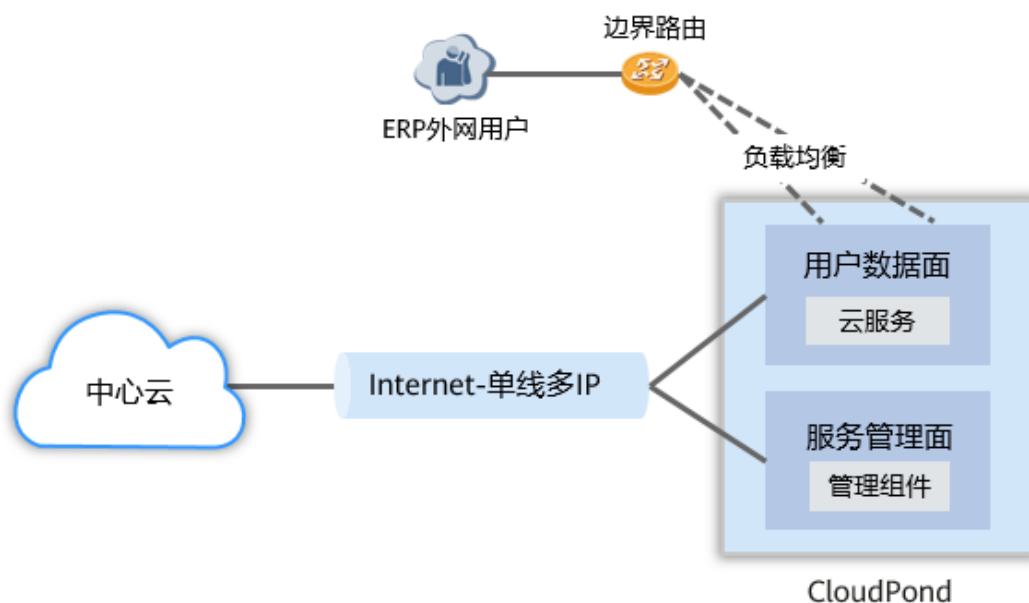 边界路由
ERP外网用户
负载均衡
用户数据面
云服务
中心云
Internet-单线多IP
服务管理面
管理组件
CloudPond